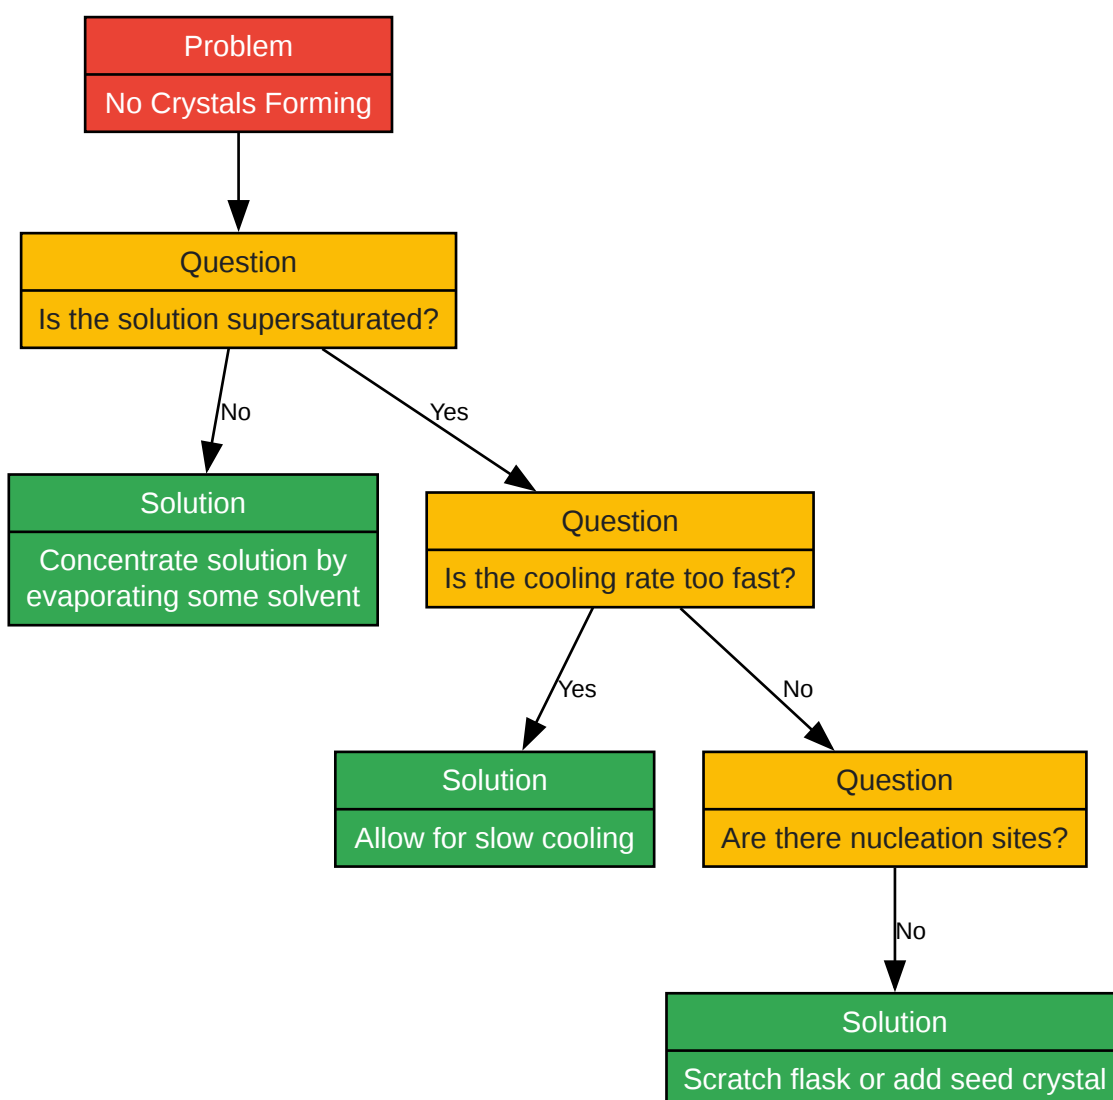 Problem
No Crystals Forming
Question
Is the solution supersaturated?
No
Yes
Solution
Concentrate solution by
evaporating some solvent
Question
Is the cooling rate too fast?
Yes
No
Solution
Allow for slow cooling
Question
Are there nucleation sites?
No
Solution
Scratch flask or add seed crystal